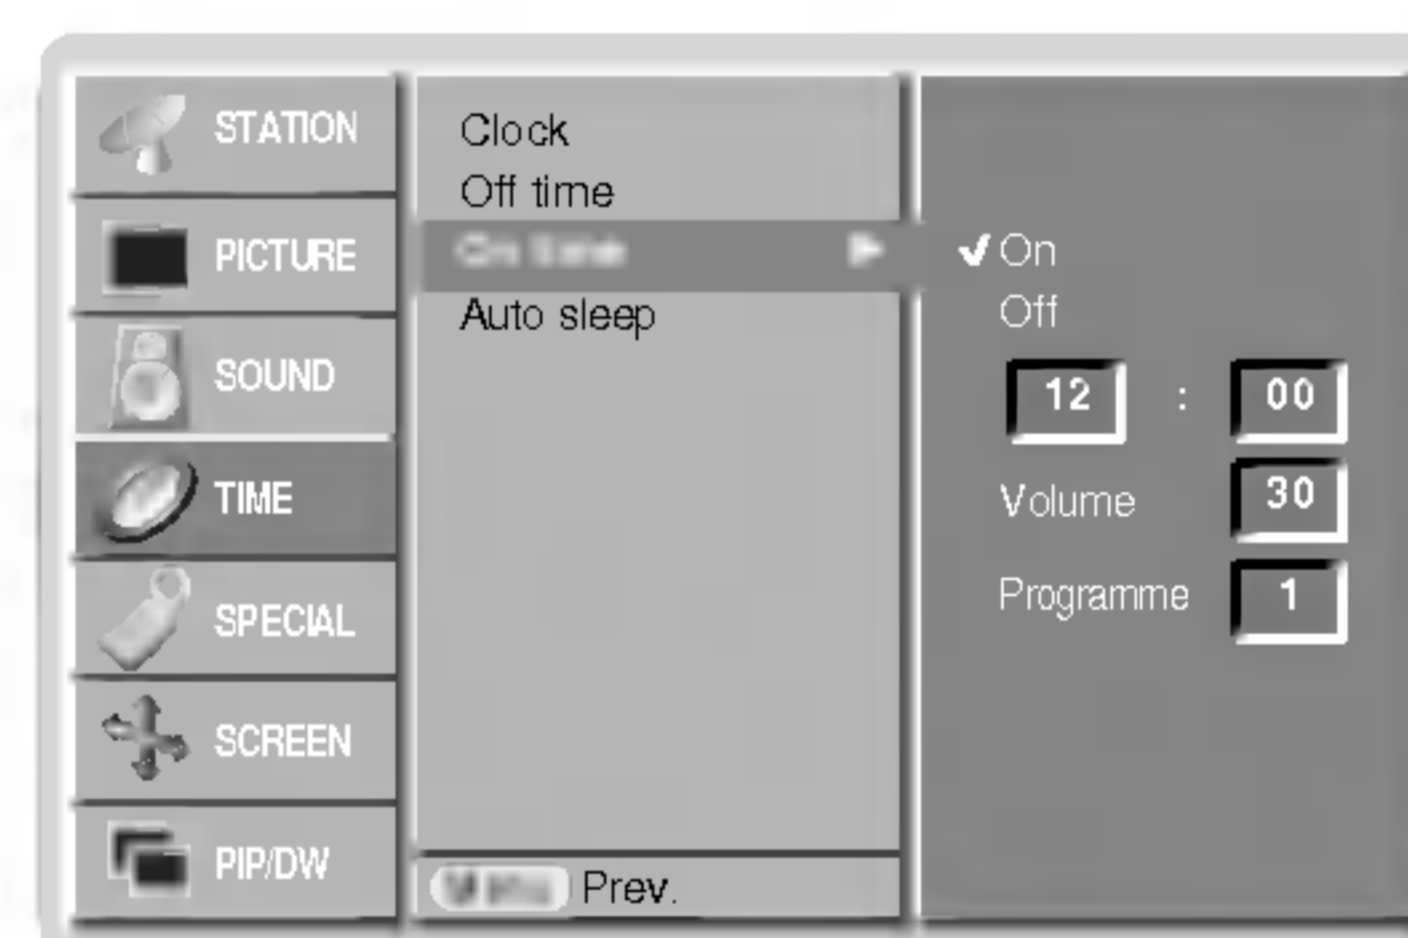 STATION
PICTURE
SOUND
TIME
SPECIAL
SCREEN
PIP/DW
Clock
Off time
Auto sleep
Prev.
On
Off
12 : 00
Volume 30
Programme 1